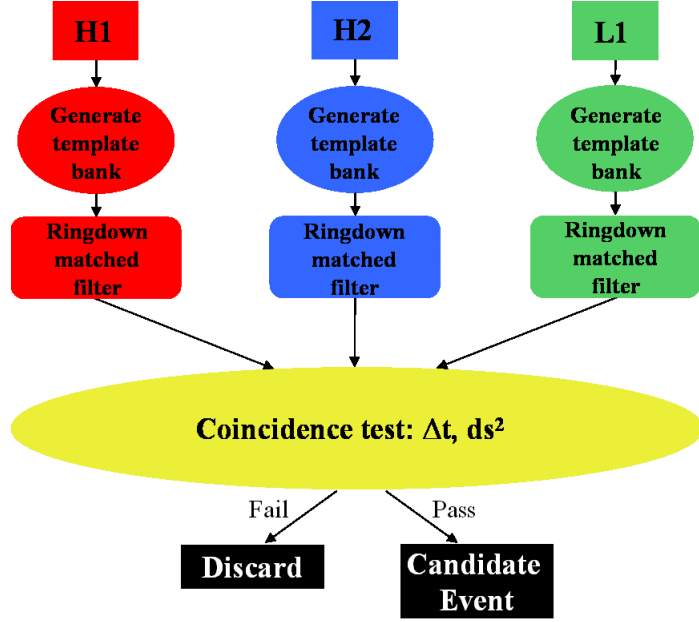 H1
H2
L1
Generate
template
bank
Generate
template
bank
Generate
template
bank
Ringdown
matched
filter
Ringdown
matched
filter
Ringdown
matched
filter
Coincidence test: Δt, ds²
Fail
Pass
Discard
Candidate
Event